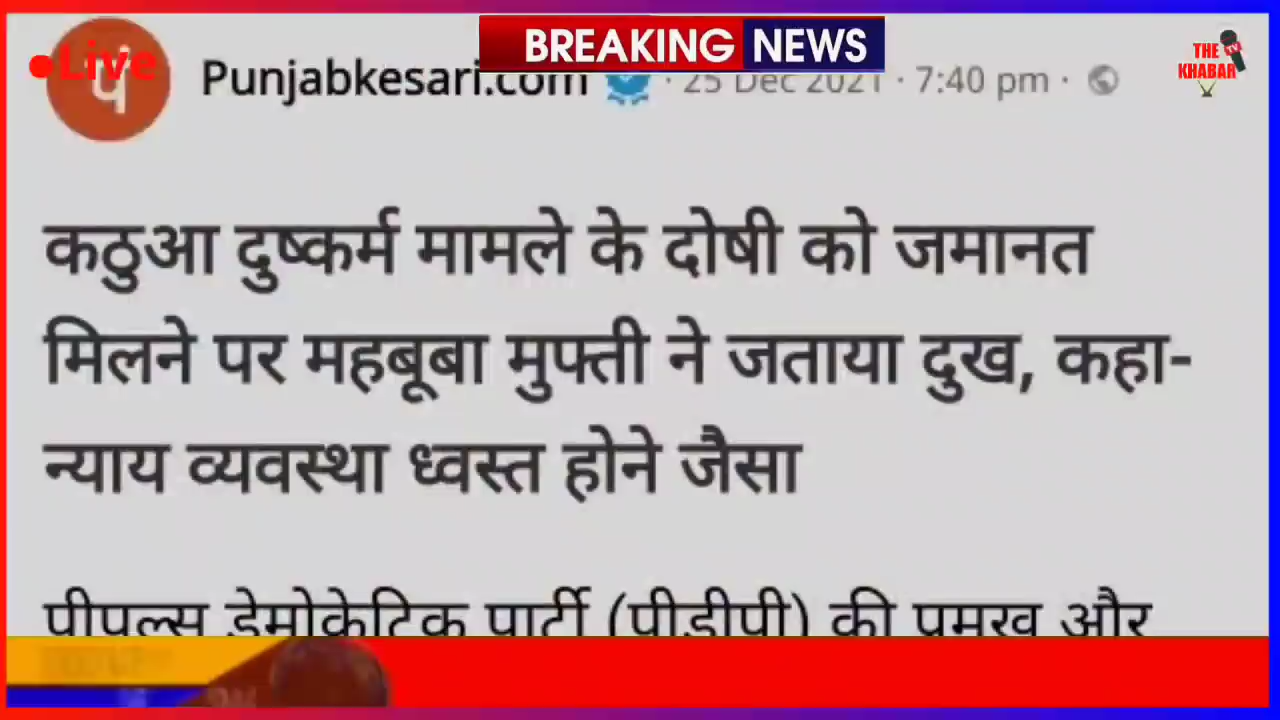 BREAKING NEWS
Live
पं
Punjabkesari.com · 25 Dec 2021 · 7:40 pm ·
THE TV
KHABAR
कठुआ दुष्कर्म मामले के दोषी को जमानत
मिलने पर महबूबा मुफ्ती ने जताया दुख, कहा-
न्याय व्यवस्था ध्वस्त होने जैसा
पीपुल्स डेमोक्रेटिक पार्टी (पीडीपी) की प्रमुख और